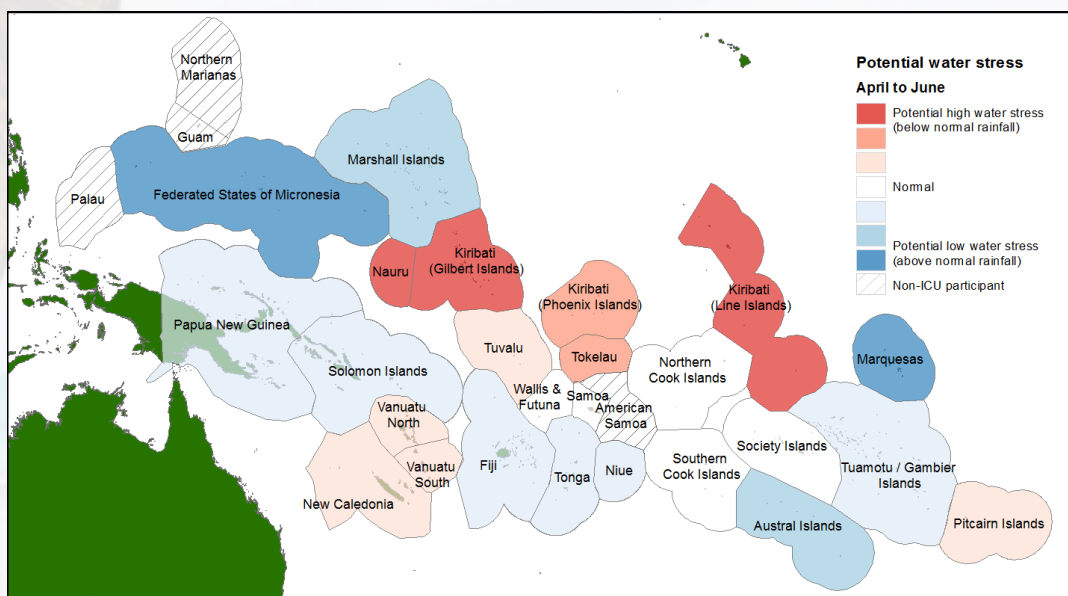 Northern
Marianas
Guam
Palau
Federated States of Micronesia
Marshall Islands
Nauru
Kiribati
(Gilbert Islands)
Kiribati
(Phoenix Islands)
Kiribati
(Line Islands)
Papua New Guinea
Solomon Islands
Tuvalu
Tokelau
Wallis &
Futuna
Samoa
American
Samoa
Northern
Cook Islands
Marquesas
Vanuatu
North
Vahuatu
South
New Caledonia
Fiji
Tonga
Niue
Southern
Cook Islands
Society Islands
Tuamotu / Gambier
Islands
Austral Islands
Pitcairn Islands
Potential water stress
April to June
Potential high water stress
(below normal rainfall)
Normal
Potential low water stress
(above normal rainfall)
Non-ICU participant